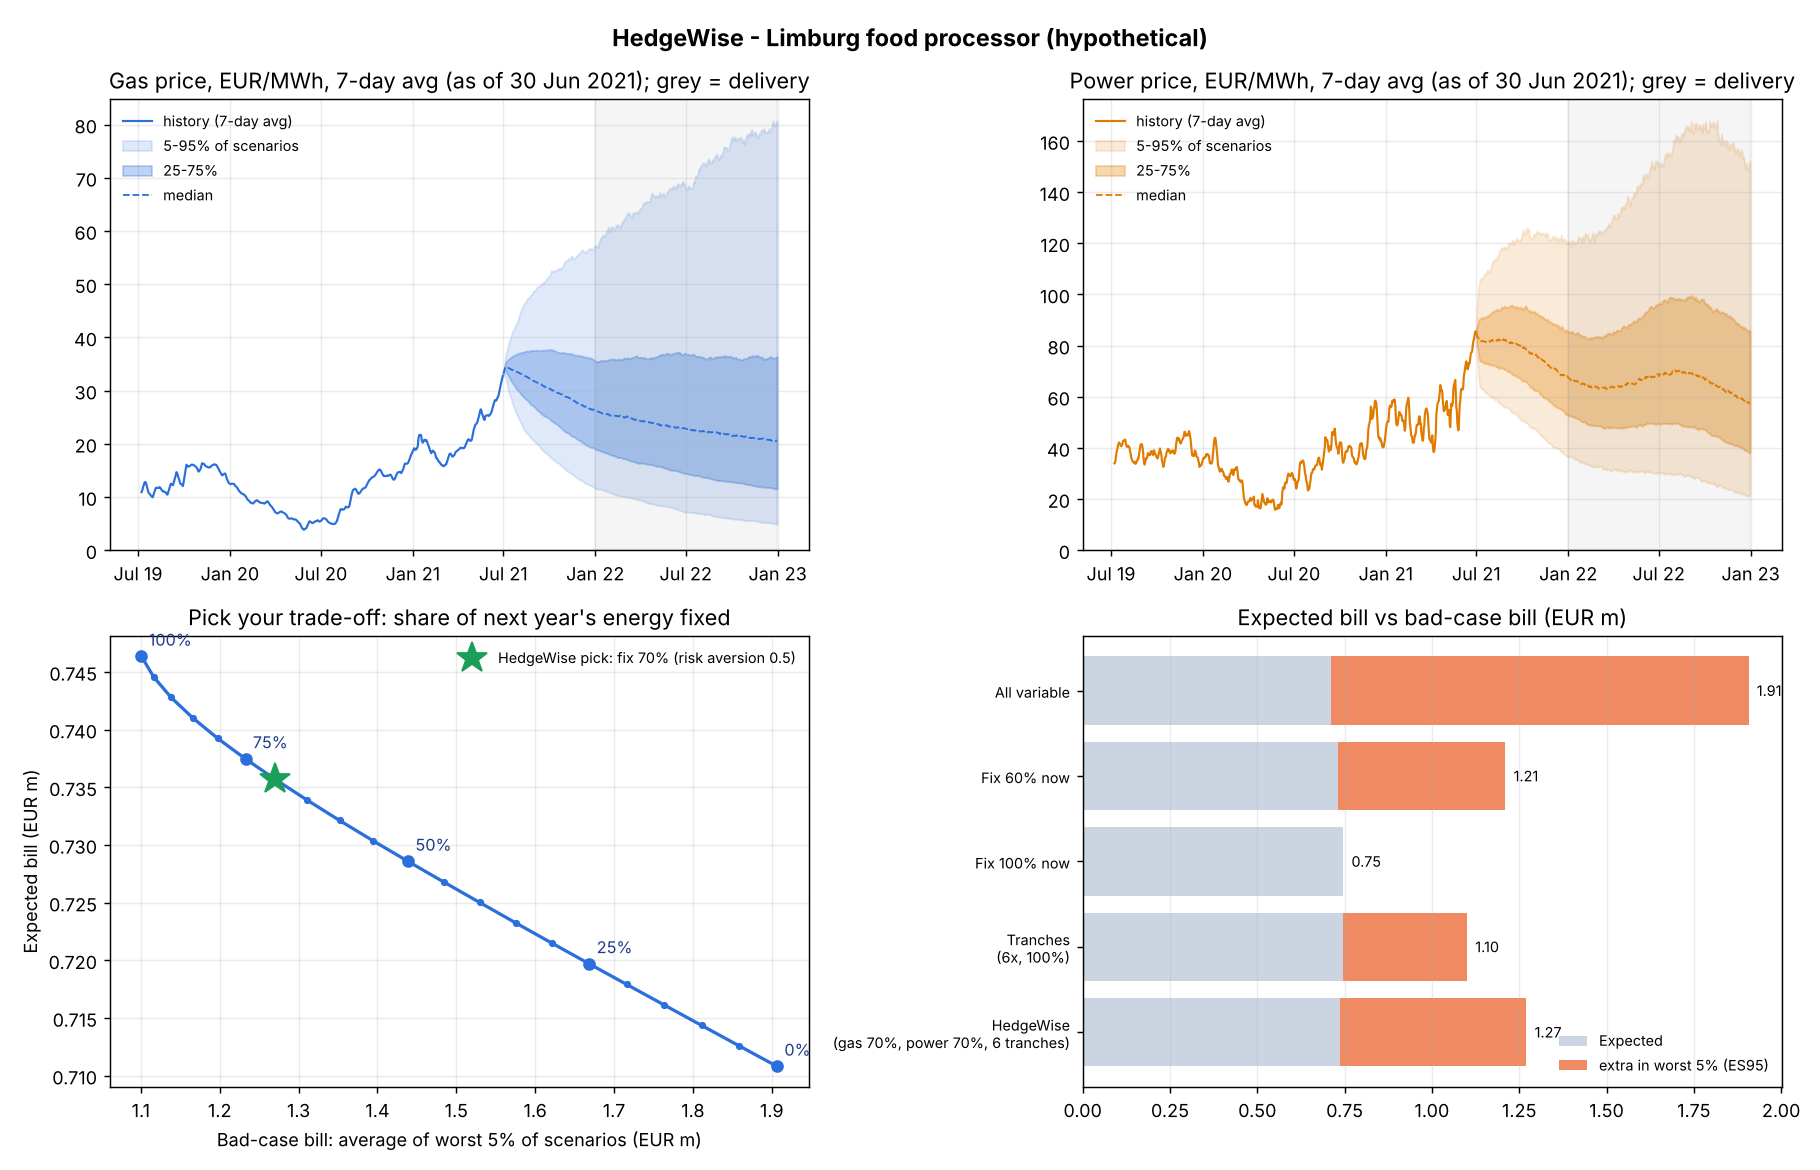 HedgeWise - Limburg food processor (hypothetical)
Gas price, EUR/MWh, 7-day avg (as of 30 Jun 2021); grey = delivery
history (7-day avg)
5-95% of scenarios
25-75%
median
80
70
60
50
40
30
20
10
0
Jul 19
Jan 20
Jul 20
Jan 21
Jul 21
Jan 22
Jul 22
Jan 23
Power price, EUR/MWh, 7-day avg (as of 30 Jun 2021); grey = delivery
history (7-day avg)
5-95% of scenarios
25-75%
median
160
140
120
100
80
60
40
20
0
Jul 19
Jan 20
Jul 20
Jan 21
Jul 21
Jan 22
Jul 22
Jan 23
Pick your trade-off: share of next year's energy fixed
HedgeWise pick: fix 70% (risk aversion 0.5)
100%
75%
50%
25%
0%
Expected bill (EUR m)
0.745
0.740
0.735
0.730
0.725
0.720
0.715
0.710
1.1
1.2
1.3
1.4
1.5
1.6
1.7
1.8
1.9
Bad-case bill: average of worst 5% of scenarios (EUR m)
Expected bill vs bad-case bill (EUR m)
All variable
1.91
Fix 60% now
1.21
Fix 100% now
0.75
Tranches
(6x, 100%)
1.10
HedgeWise
(gas 70%, power 70%, 6 tranches)
1.27
Expected
extra in worst 5% (ES95)
0.00
0.25
0.50
0.75
1.00
1.25
1.50
1.75
2.00